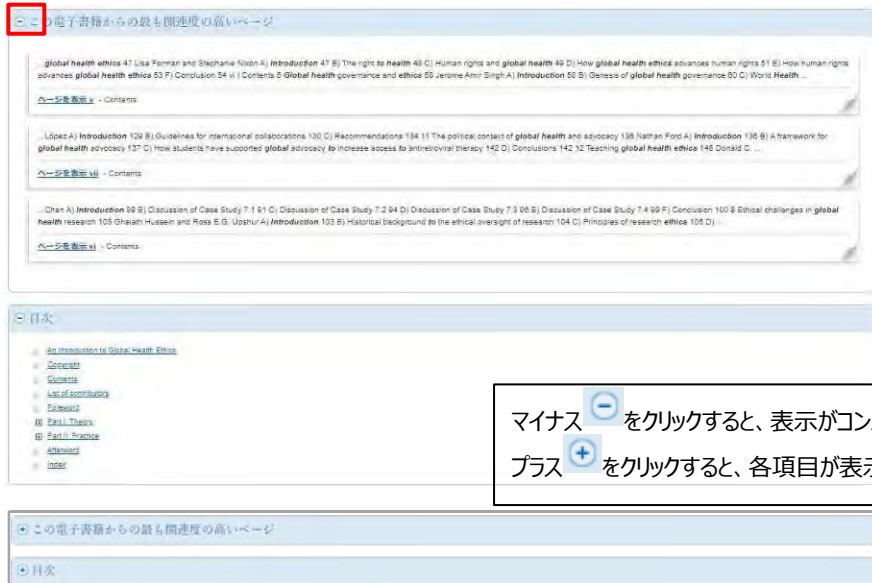 この電子書籍からの最も関連度の高いページ
...global health ethics 47 Lisa Forman and Stephanie Nixon A) Introduction 47 B) The right to health 48 C) Human rights and global health 49 D) How global health ethics advances human rights 51 E) How human rights
advances global health ethics 53 F) Conclusion 54 vi | Contents 5 Global health governance and ethics 58 Jerome Amir Singh A) Introduction 58 B) Genesis of global health governance 60 C) World Health...
ページを表示 v - Contents
...López A) Introduction 129 B) Guidelines for international collaborations 130 C) Recommendations 134 11 The political context of global health and advocacy 136 Nathan Ford A) Introduction 136 B) A framework for
global health advocacy 137 C) How students have supported global advocacy to increase access to antiretroviral therapy 142 D) Conclusions 142 12 Teaching global health ethics 146 Donald C. ...
ページを表示 vii - Contents
...Chan A) Introduction 89 B) Discussion of Case Study 7.1 91 C) Discussion of Case Study 7.2 94 D) Discussion of Case Study 7.3 96 E) Discussion of Case Study 7.4 99 F) Conclusion 100 8 Ethical challenges in global
health research 103 Ghaiath Hussein and Ross E.G. Upshur A) Introduction 103 B) Historical background to the ethical oversight of research 104 C) Principles of research ethics 105 D)...
ページを表示 vi - Contents
目次
An Introduction to Global Health Ethics
Copyright
Contents
List of contributors
Foreword
Part I: Theory
Part II: Practice
Afterword
Index
マイナス をクリックすると、表示がコン
プラス をクリックすると、各項目が表示
この電子書籍からの最も関連度の高いページ
目次